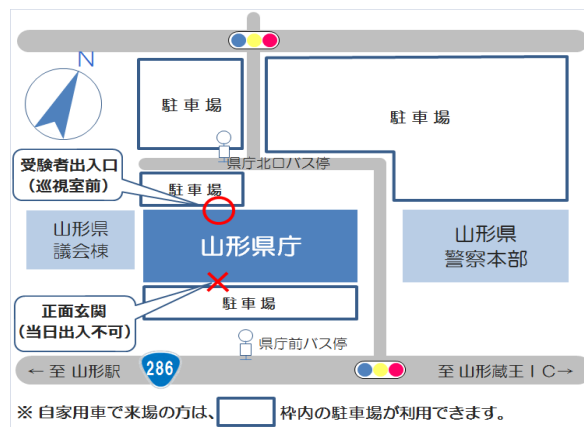 N
駐車場
駐車場
県庁北口バス停
受験者出入口
（巡視室前）
駐車場
山形県
議会棟
山形県庁
山形県
警察本部
正面玄関
（当日出入不可）
駐車場
県庁前バス停
← 至 山形駅
286
至 山形蔵王ＩＣ→
※ 自家用車で来場の方は、 枠内の駐車場が利用できます。